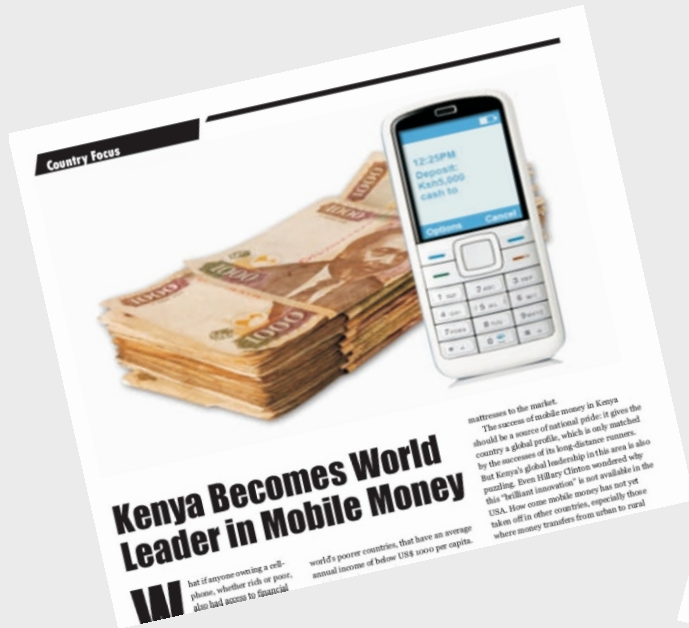 Country Focus
1000
1000
1000
1000
1000
12:25PM
Deposit:
Ksh5,000
cash to
Options Cancel
Kenya Becomes World
Leader in Mobile Money
What if anyone owning a cell-
phone, whether rich or poor,
also had access to financial
world's poorer countries, that have an average
annual income of below US$ 1000 per capita.
mattresses to the market.
The success of mobile money in Kenya
should be a source of national pride: it gives the
country a global profile, which is only matched
by the successes of its long-distance runners.
But Kenya's global leadership in this area is also
puzzling. Even Hillary Clinton wondered why
this "brilliant innovation" is not available in the
USA. How come mobile money has not yet
taken off in other countries, especially those
where money transfers from urban to rural